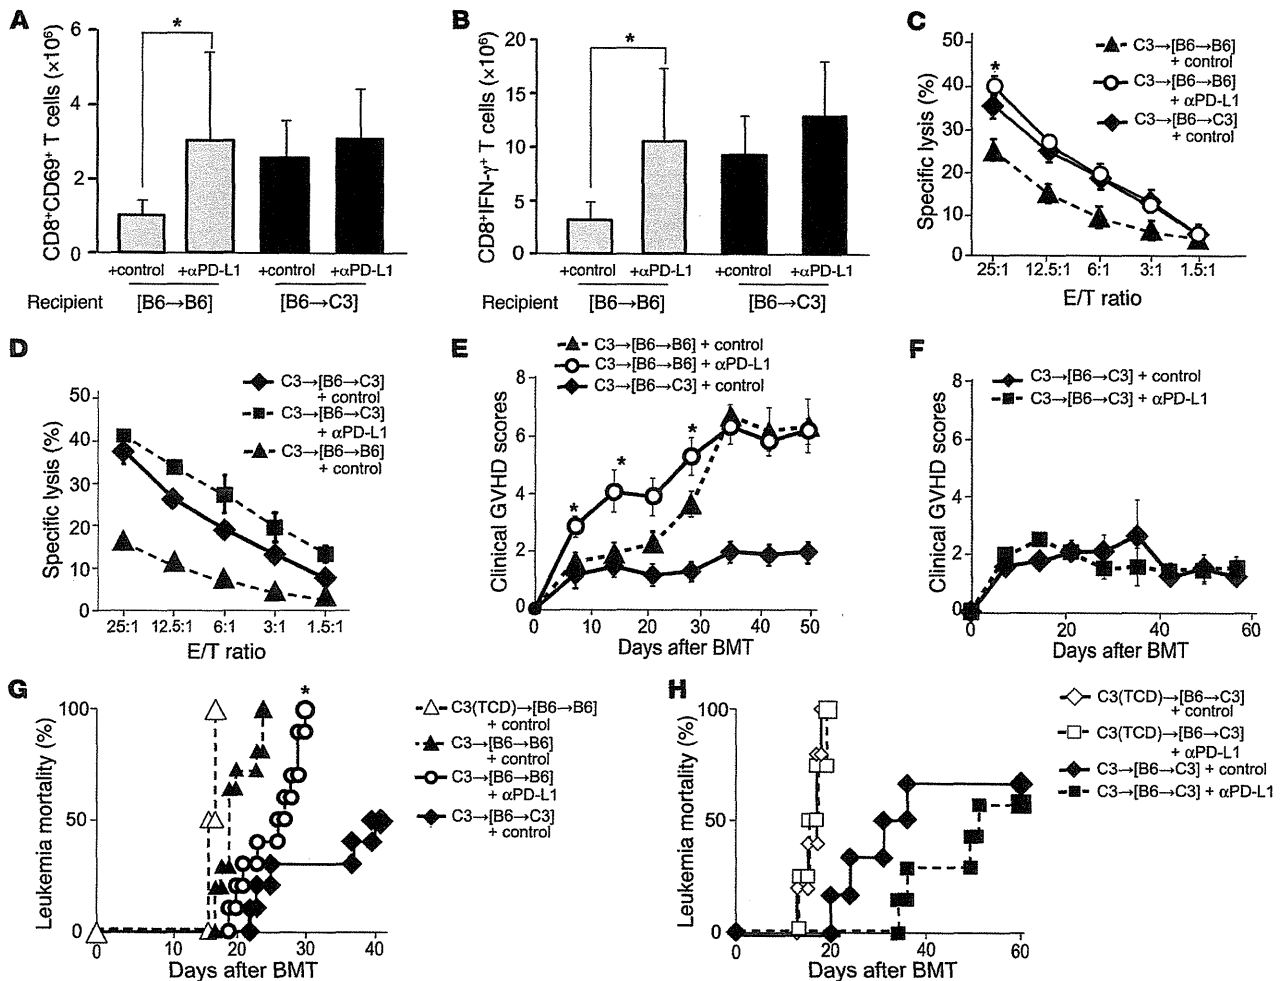 A
CD8⁺CD69⁺ T cells (×10⁶)
6
4
2
0
*
+control +αPD-L1 +control +αPD-L1
Recipient [B6→B6] [B6→C3]
B
CD8⁺IFN-γ⁺ T cells (×10⁶)
20
15
10
5
0
*
+control +αPD-L1 +control +αPD-L1
Recipient [B6→B6] [B6→C3]
C
Specific lysis (%)
50
40
30
20
10
0
*
C3→[B6→B6]
+ control
C3→[B6→B6]
+ αPD-L1
C3→[B6→C3]
+ control
25:1 12.5:1 6:1 3:1 1.5:1
E/T ratio
D
Specific lysis (%)
50
40
30
20
10
0
C3→[B6→C3]
+ control
C3→[B6→C3]
+ αPD-L1
C3→[B6→B6]
+ control
25:1 12.5:1 6:1 3:1 1.5:1
E/T ratio
E
C3→[B6→B6] + control
C3→[B6→B6] + αPD-L1
C3→[B6→C3] + control
Clinical GVHD scores
8
6
4
2
0
* * *
0 10 20 30 40 50
Days after BMT
F
C3→[B6→C3] + control
C3→[B6→C3] + αPD-L1
Clinical GVHD scores
8
6
4
2
0
0 20 40 60
Days after BMT
G
Leukemia mortality (%)
100
50
0
*
C3(TCD)→[B6→B6]
+ control
C3→[B6→B6]
+ control
C3→[B6→B6]
+ αPD-L1
C3→[B6→C3]
+ control
0 10 20 30 40
Days after BMT
H
Leukemia mortality (%)
100
50
0
C3(TCD)→[B6→C3]
+ control
C3(TCD)→[B6→C3]
+ αPD-L1
C3→[B6→C3] + control
C3→[B6→C3] + αPD-L1
0 20 40 60
Days after BMT